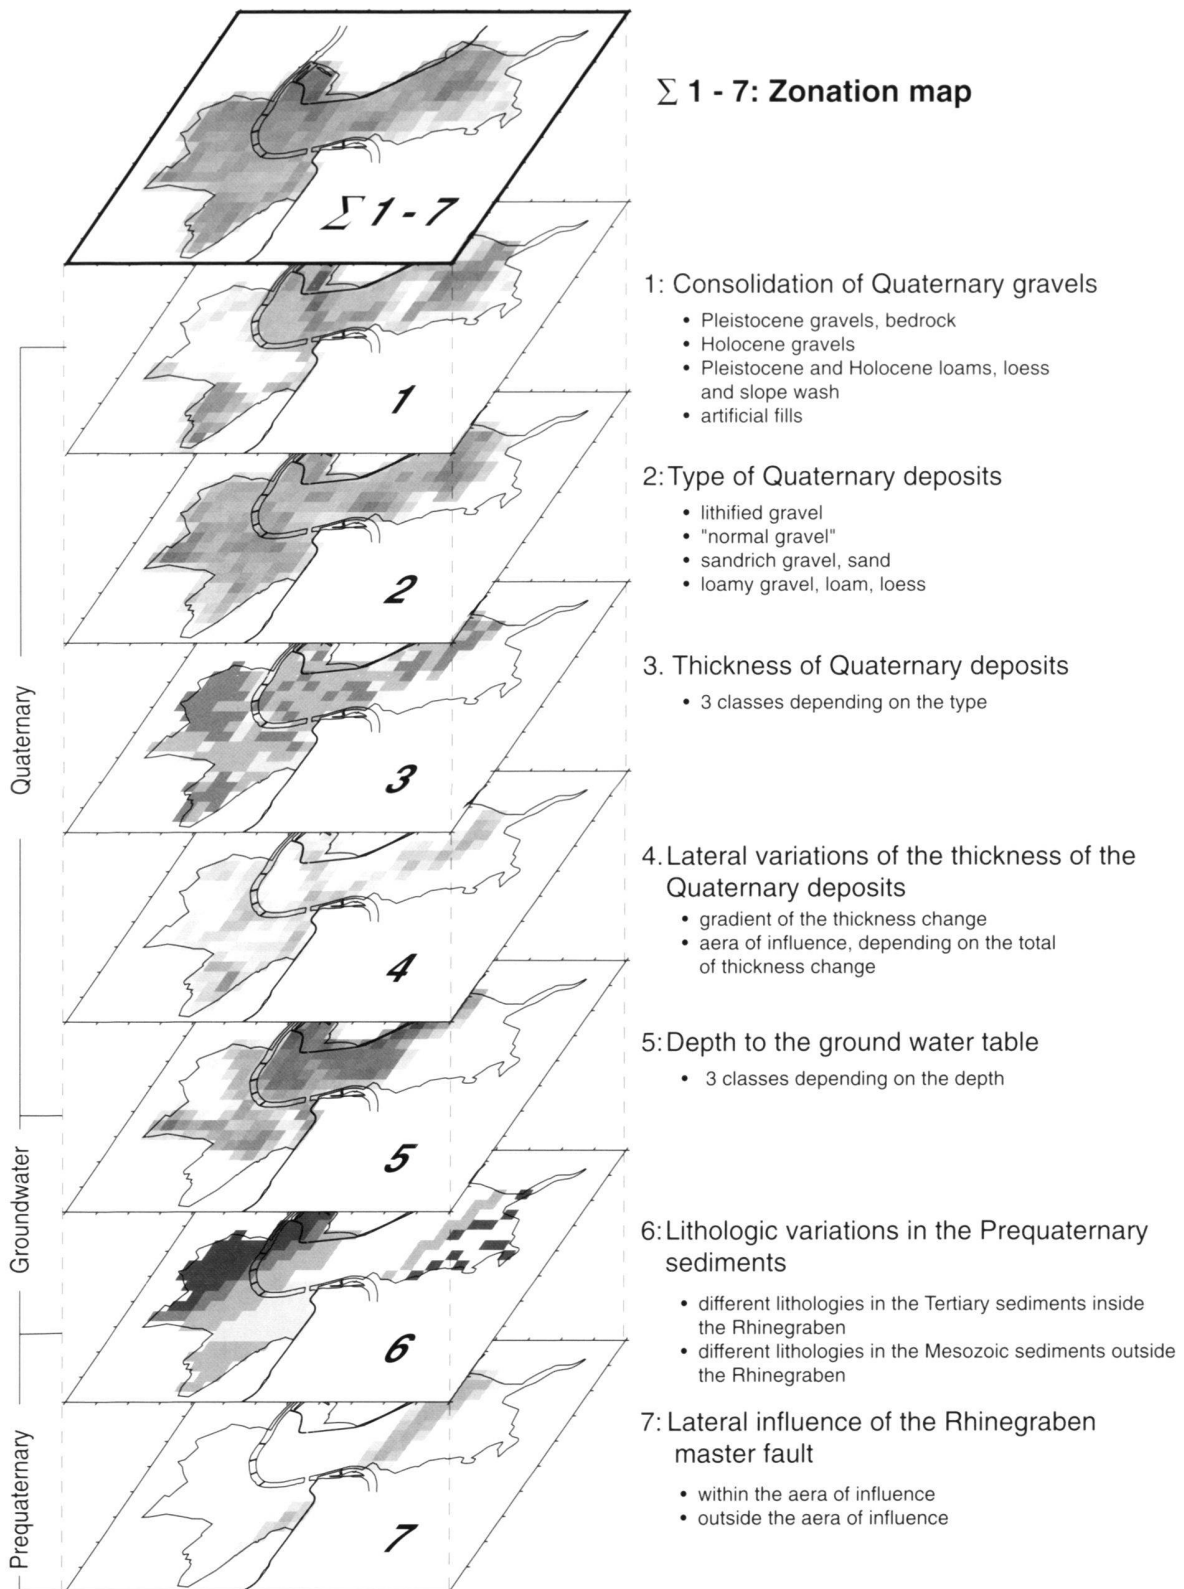 ∑ 1 - 7: Zonation map
∑ 1 - 7
1: Consolidation of Quaternary gravels
• Pleistocene gravels, bedrock
• Holocene gravels
• Pleistocene and Holocene loams, loess
and slope wash
• artificial fills
1
2: Type of Quaternary deposits
• lithified gravel
• "normal gravel"
• sandrich gravel, sand
• loamy gravel, loam, loess
2
3. Thickness of Quaternary deposits
• 3 classes depending on the type
3
Quaternary
4. Lateral variations of the thickness of the
Quaternary deposits
• gradient of the thickness change
• aera of influence, depending on the total
of thickness change
4
5: Depth to the ground water table
• 3 classes depending on the depth
5
Groundwater
6: Lithologic variations in the Prequaternary
sediments
• different lithologies in the Tertiary sediments inside
the Rhinegraben
• different lithologies in the Mesozoic sediments outside
the Rhinegraben
6
7: Lateral influence of the Rhinegraben
master fault
• within the aera of influence
• outside the aera of influence
7
Prequaternary